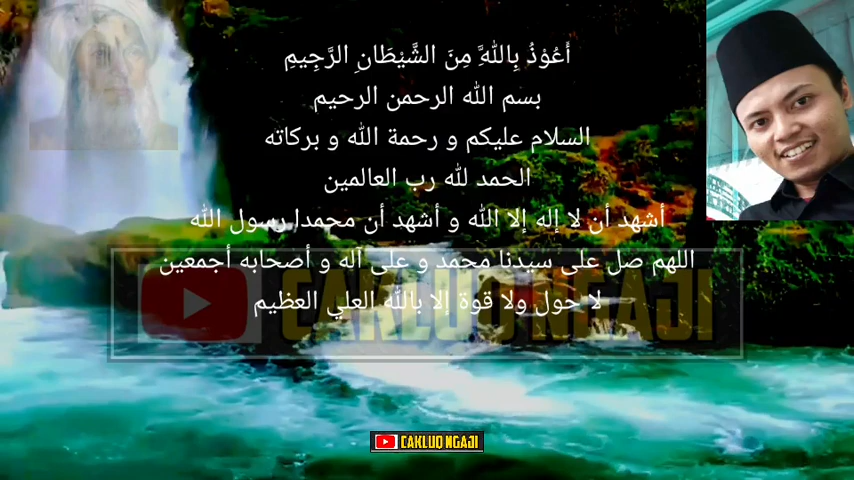 أَعُوْذُ بِاللهَِّ مِنَ الشَّيْطَانِ الرَّجِيمِ
بسم الله الرحمن الرحيم
السلام عليكم و رحمة الله و بركاته
الحمد لله رب العالمين
أشهد أن لا إله إلا الله و أشهد أن محمدا رسول الله
اللهم صل على سيدنا محمد و على آله و أصحابه أجمعين
لا حول ولا قوة إلا بالله العلي العظيم
CAKLUQ NGAJI
CAKLUQ NGAJI